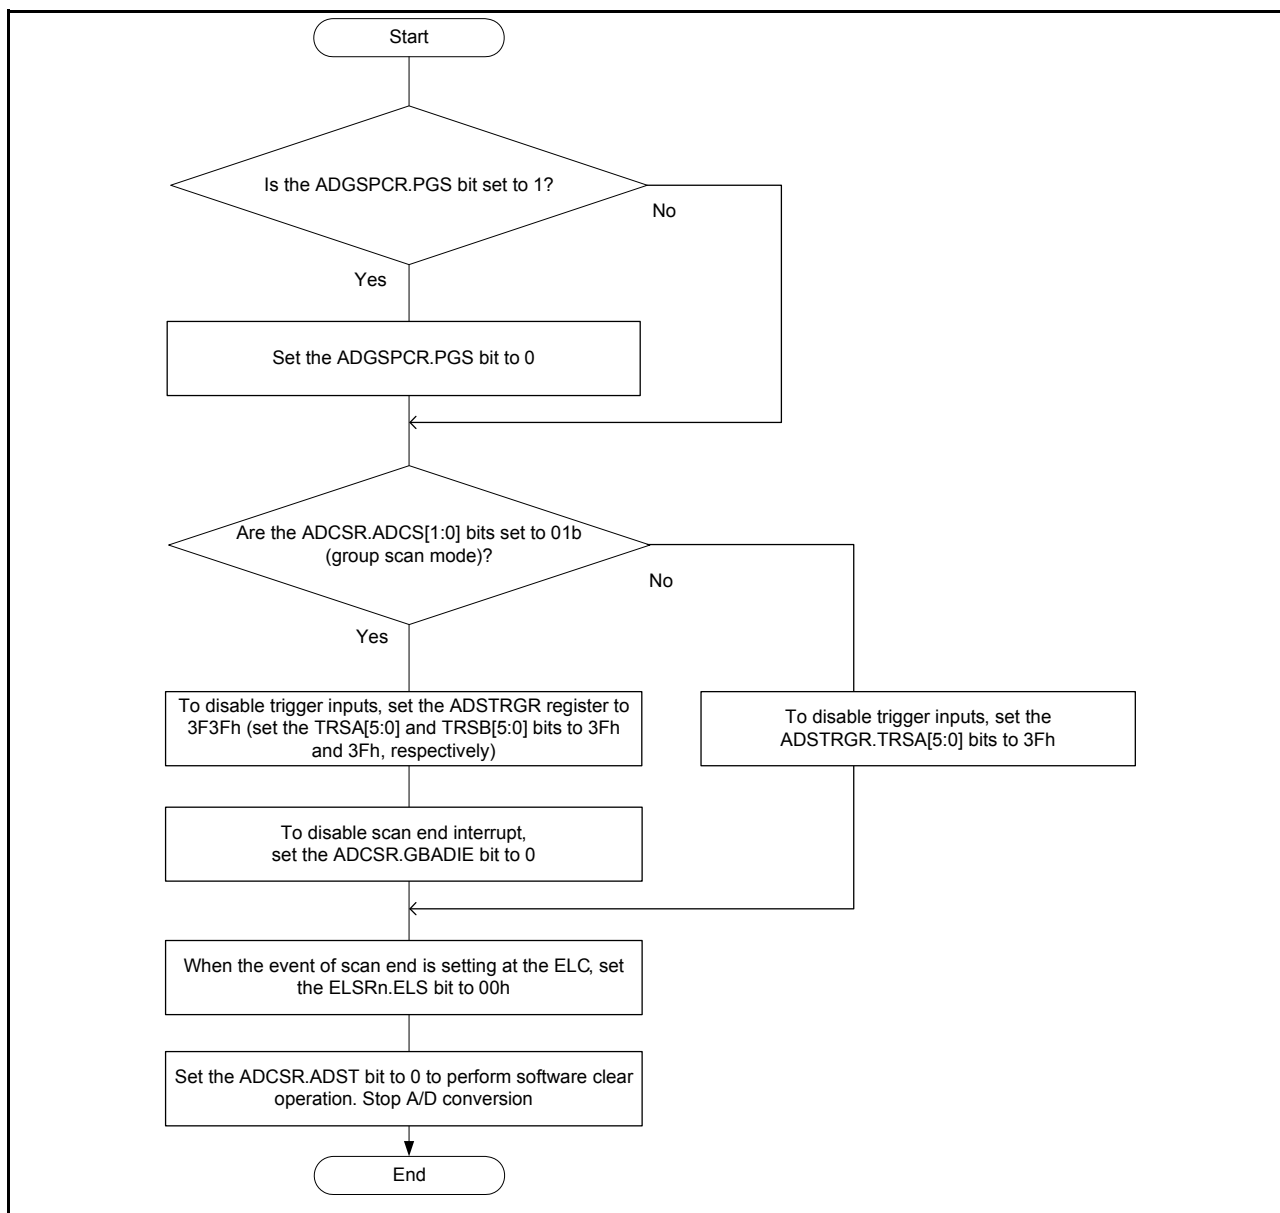 Start
Is the ADGSPCR.PGS bit set to 1?
No
Yes
Set the ADGSPCR.PGS bit to 0
Are the ADCSR.ADCS[1:0] bits set to 01b
(group scan mode)?
No
Yes
To disable trigger inputs, set the ADSTRGR register to
3F3Fh (set the TRSA[5:0] and TRSB[5:0] bits to 3Fh
and 3Fh, respectively)
To disable trigger inputs, set the
ADSTRGR.TRSA[5:0] bits to 3Fh
To disable scan end interrupt,
set the ADCSR.GBADIE bit to 0
When the event of scan end is setting at the ELC, set
the ELSRn.ELS bit to 00h
Set the ADCSR.ADST bit to 0 to perform software clear
operation. Stop A/D conversion
End